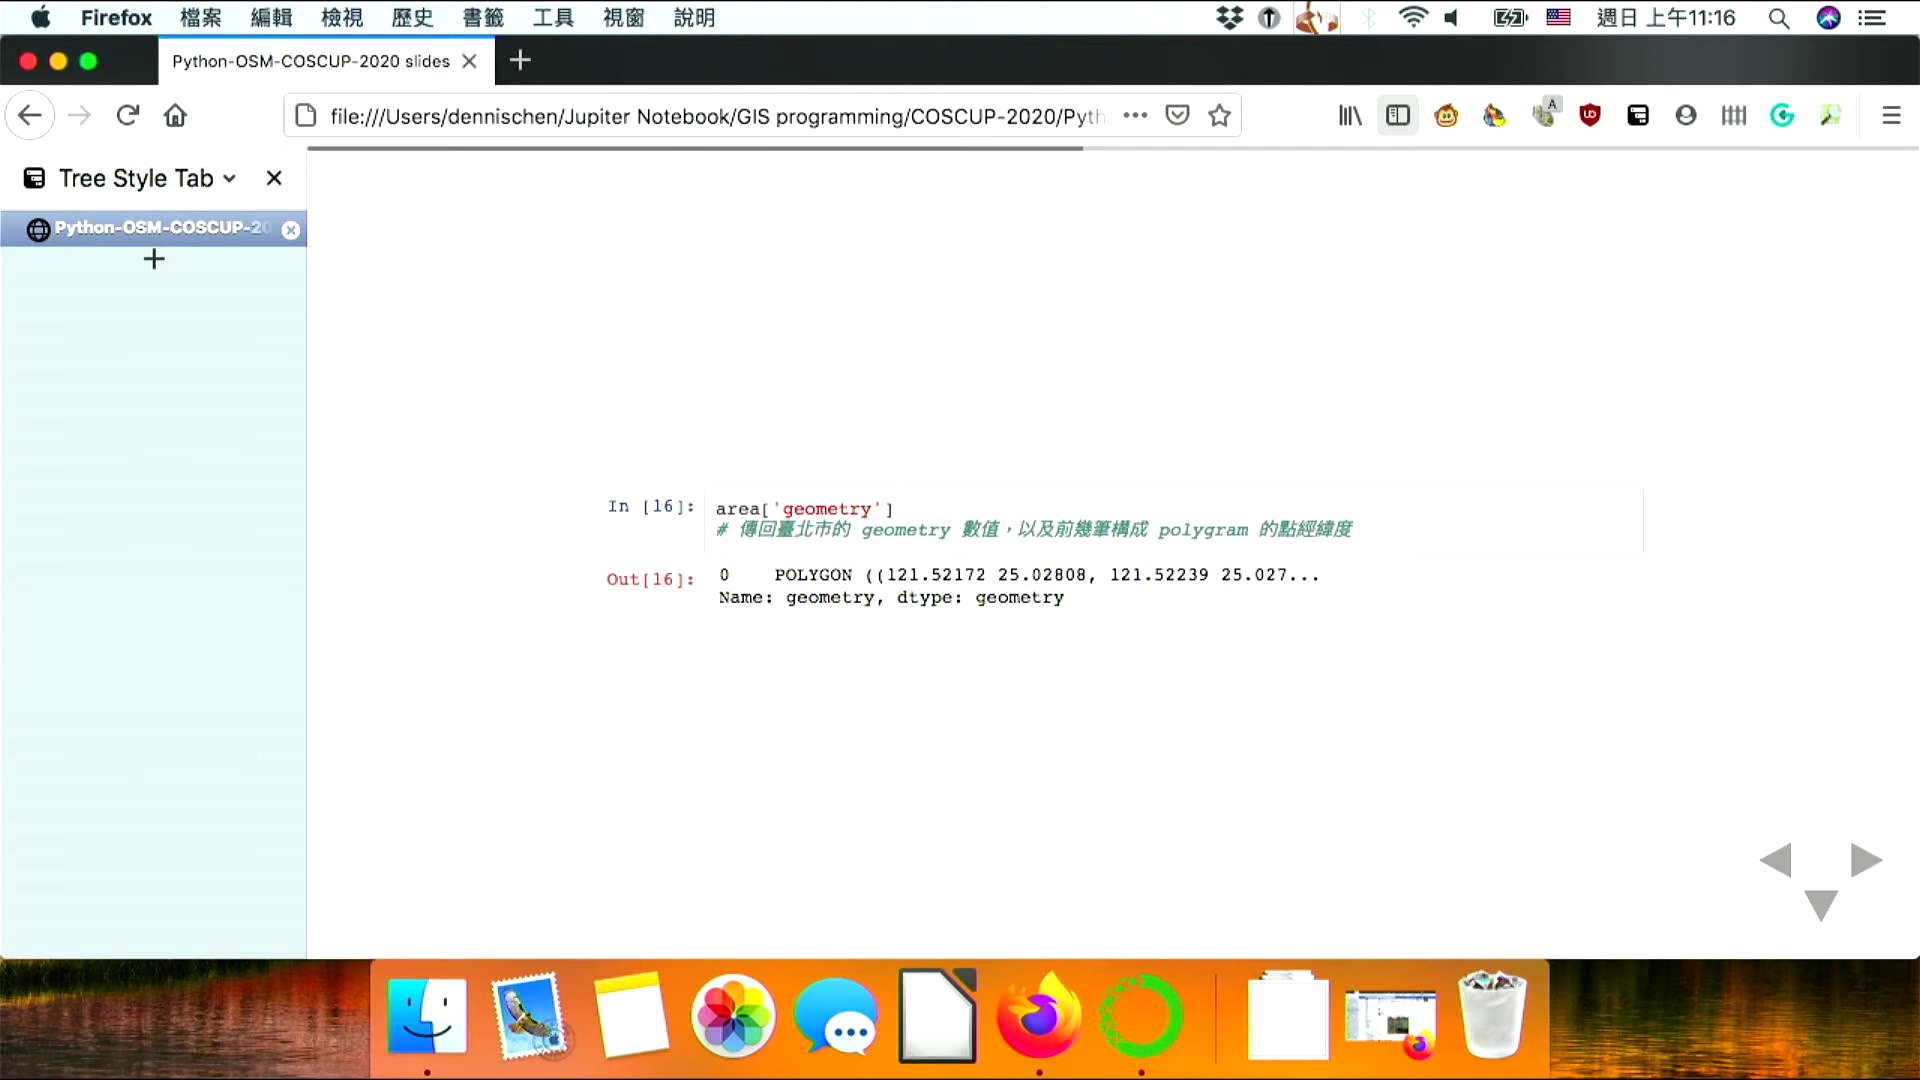 Firefox 檔案 編輯 檢視 歷史 書籤 工具 視窗 說明 週日 上午11:16
Python-OSM-COSCUP-2020 slides
file:///Users/dennischen/Jupiter Notebook/GIS programming/COSCUP-2020/Pyth
Tree Style Tab
Python-OSM-COSCUP-20
In [16]: area['geometry']
# 傳回臺北市的 geometry 數值，以及前幾筆構成 polygram 的點經緯度
Out[16]: 0 POLYGON ((121.52172 25.02808, 121.52239 25.027...
Name: geometry, dtype: geometry